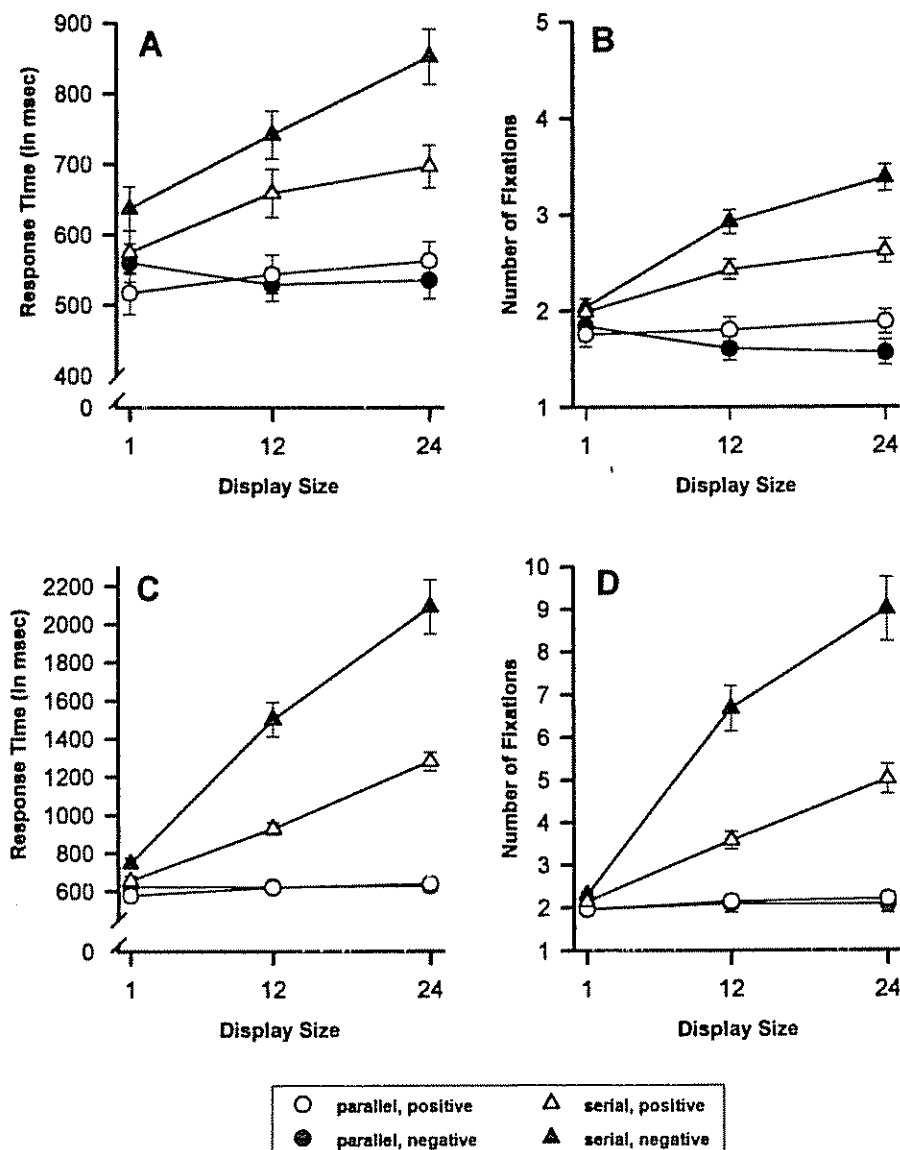 A
Response Time (in msec)
900
800
700
600
500
400
0
1 12 24
Display Size
B
Number of Fixations
5
4
3
2
1
1 12 24
Display Size
C
Response Time (in msec)
2200
2000
1800
1600
1400
1200
1000
800
600
0
1 12 24
Display Size
D
Number of Fixations
10
9
8
7
6
5
4
3
2
1
1 12 24
Display Size
parallel, positive serial, positive
parallel, negative serial, negative